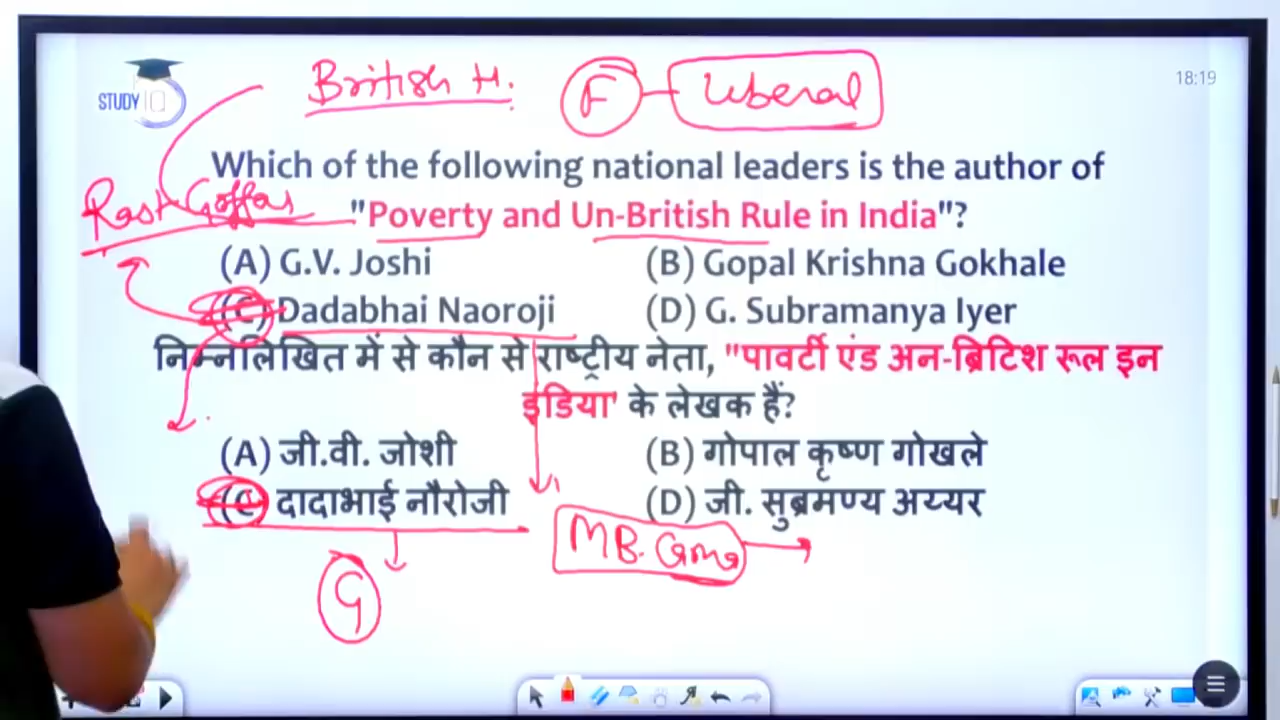 STUDY IQ
British H.
F
Liberal
18:19
Which of the following national leaders is the author of
Rast Goftar
"Poverty and Un-British Rule in India"?
(A) G.V. Joshi
(B) Gopal Krishna Gokhale
(C) Dadabhai Naoroji
(D) G. Subramanya Iyer
निम्नलिखित में से कौन से राष्ट्रीय नेता, "पावर्टी एंड अन-ब्रिटिश रूल इन
इंडिया' के लेखक हैं?
(A) जी.वी. जोशी
(B) गोपाल कृष्ण गोखले
(C) दादाभाई नौरोजी
(D) जी. सुब्रमण्य अय्यर
MB.
G